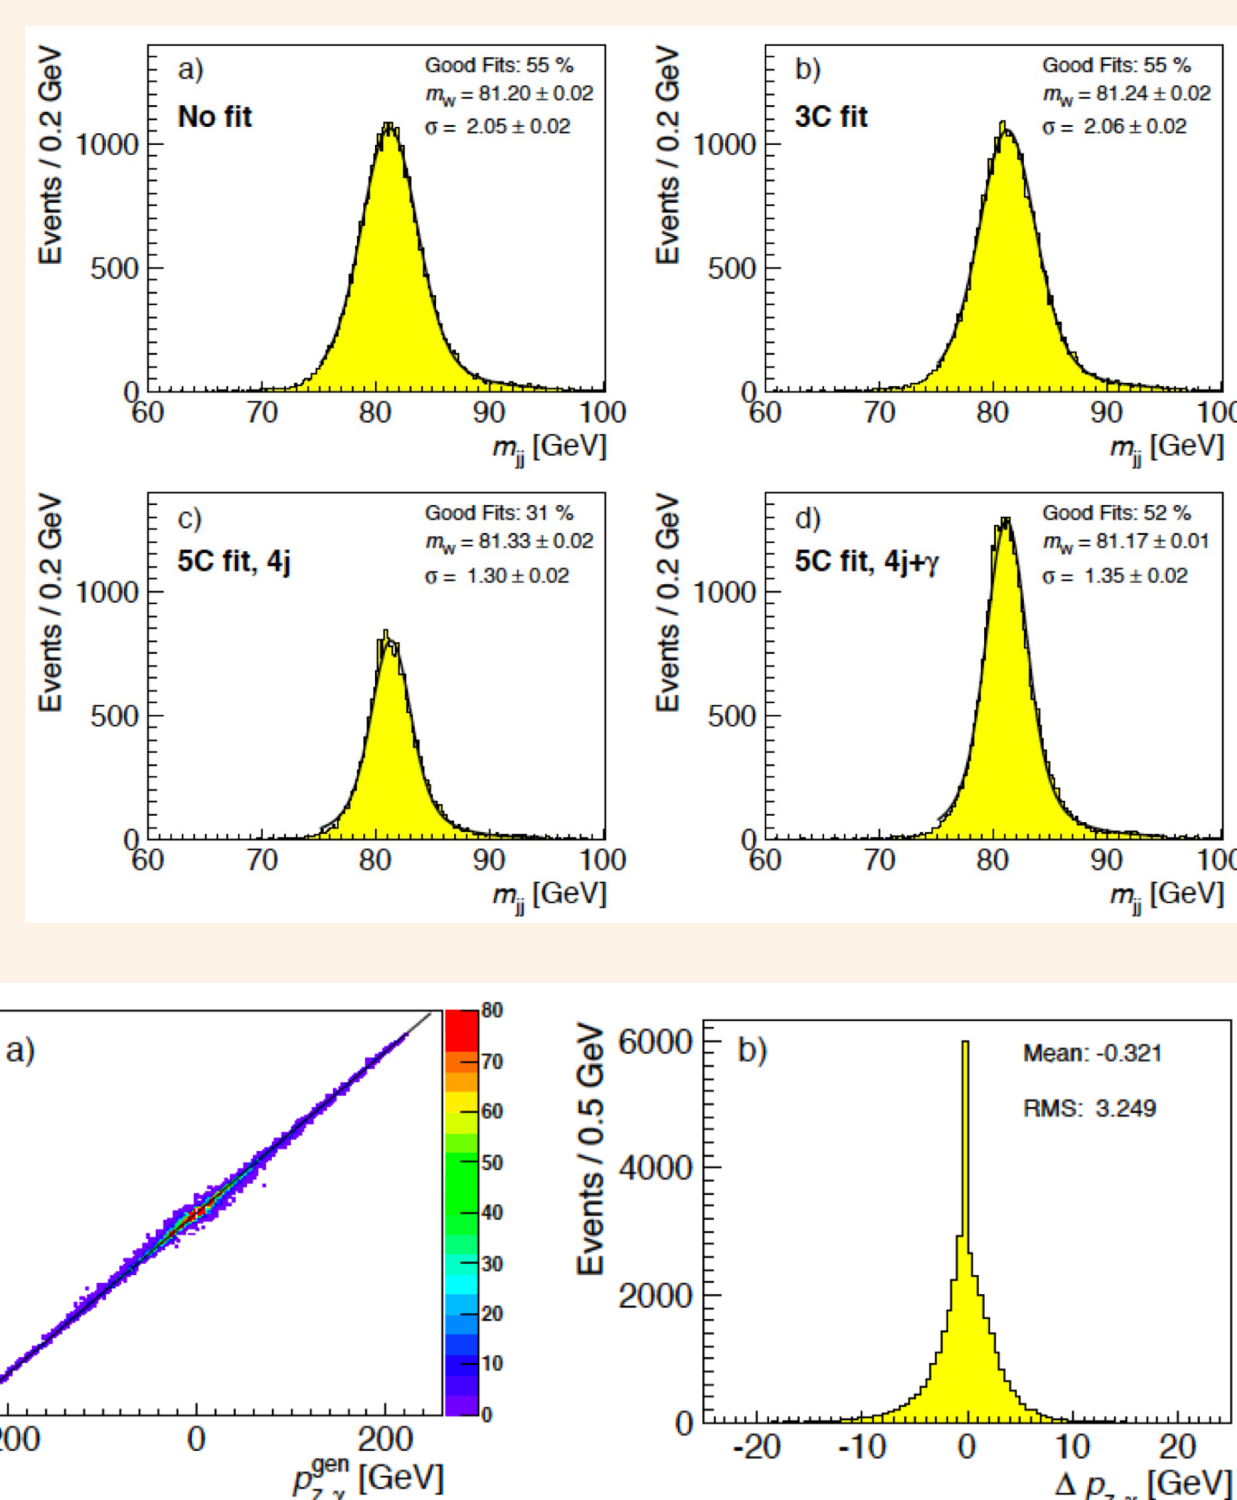 a)
No fit
Good Fits: 55 %
mW = 81.20 ± 0.02
σ = 2.05 ± 0.02
Events / 0.2 GeV
1000
500
0
60 70 80 90 100
mjj [GeV]
b)
3C fit
Good Fits: 55 %
mW = 81.24 ± 0.02
σ = 2.06 ± 0.02
Events / 0.2 GeV
1000
500
0
60 70 80 90 100
mjj [GeV]
c)
5C fit, 4j
Good Fits: 31 %
mW = 81.33 ± 0.02
σ = 1.30 ± 0.02
Events / 0.2 GeV
1000
500
0
60 70 80 90 100
mjj [GeV]
d)
5C fit, 4j+γ
Good Fits: 52 %
mW = 81.17 ± 0.01
σ = 1.35 ± 0.02
Events / 0.2 GeV
1000
500
0
60 70 80 90 100
mjj [GeV]
a)
80
70
60
50
40
30
20
10
0
200 0 200
p gen z, γ [GeV]
b)
Mean: -0.321
RMS: 3.249
Events / 0.5 GeV
6000
4000
2000
0
-20 -10 0 10 20
Δ p z, γ [GeV]